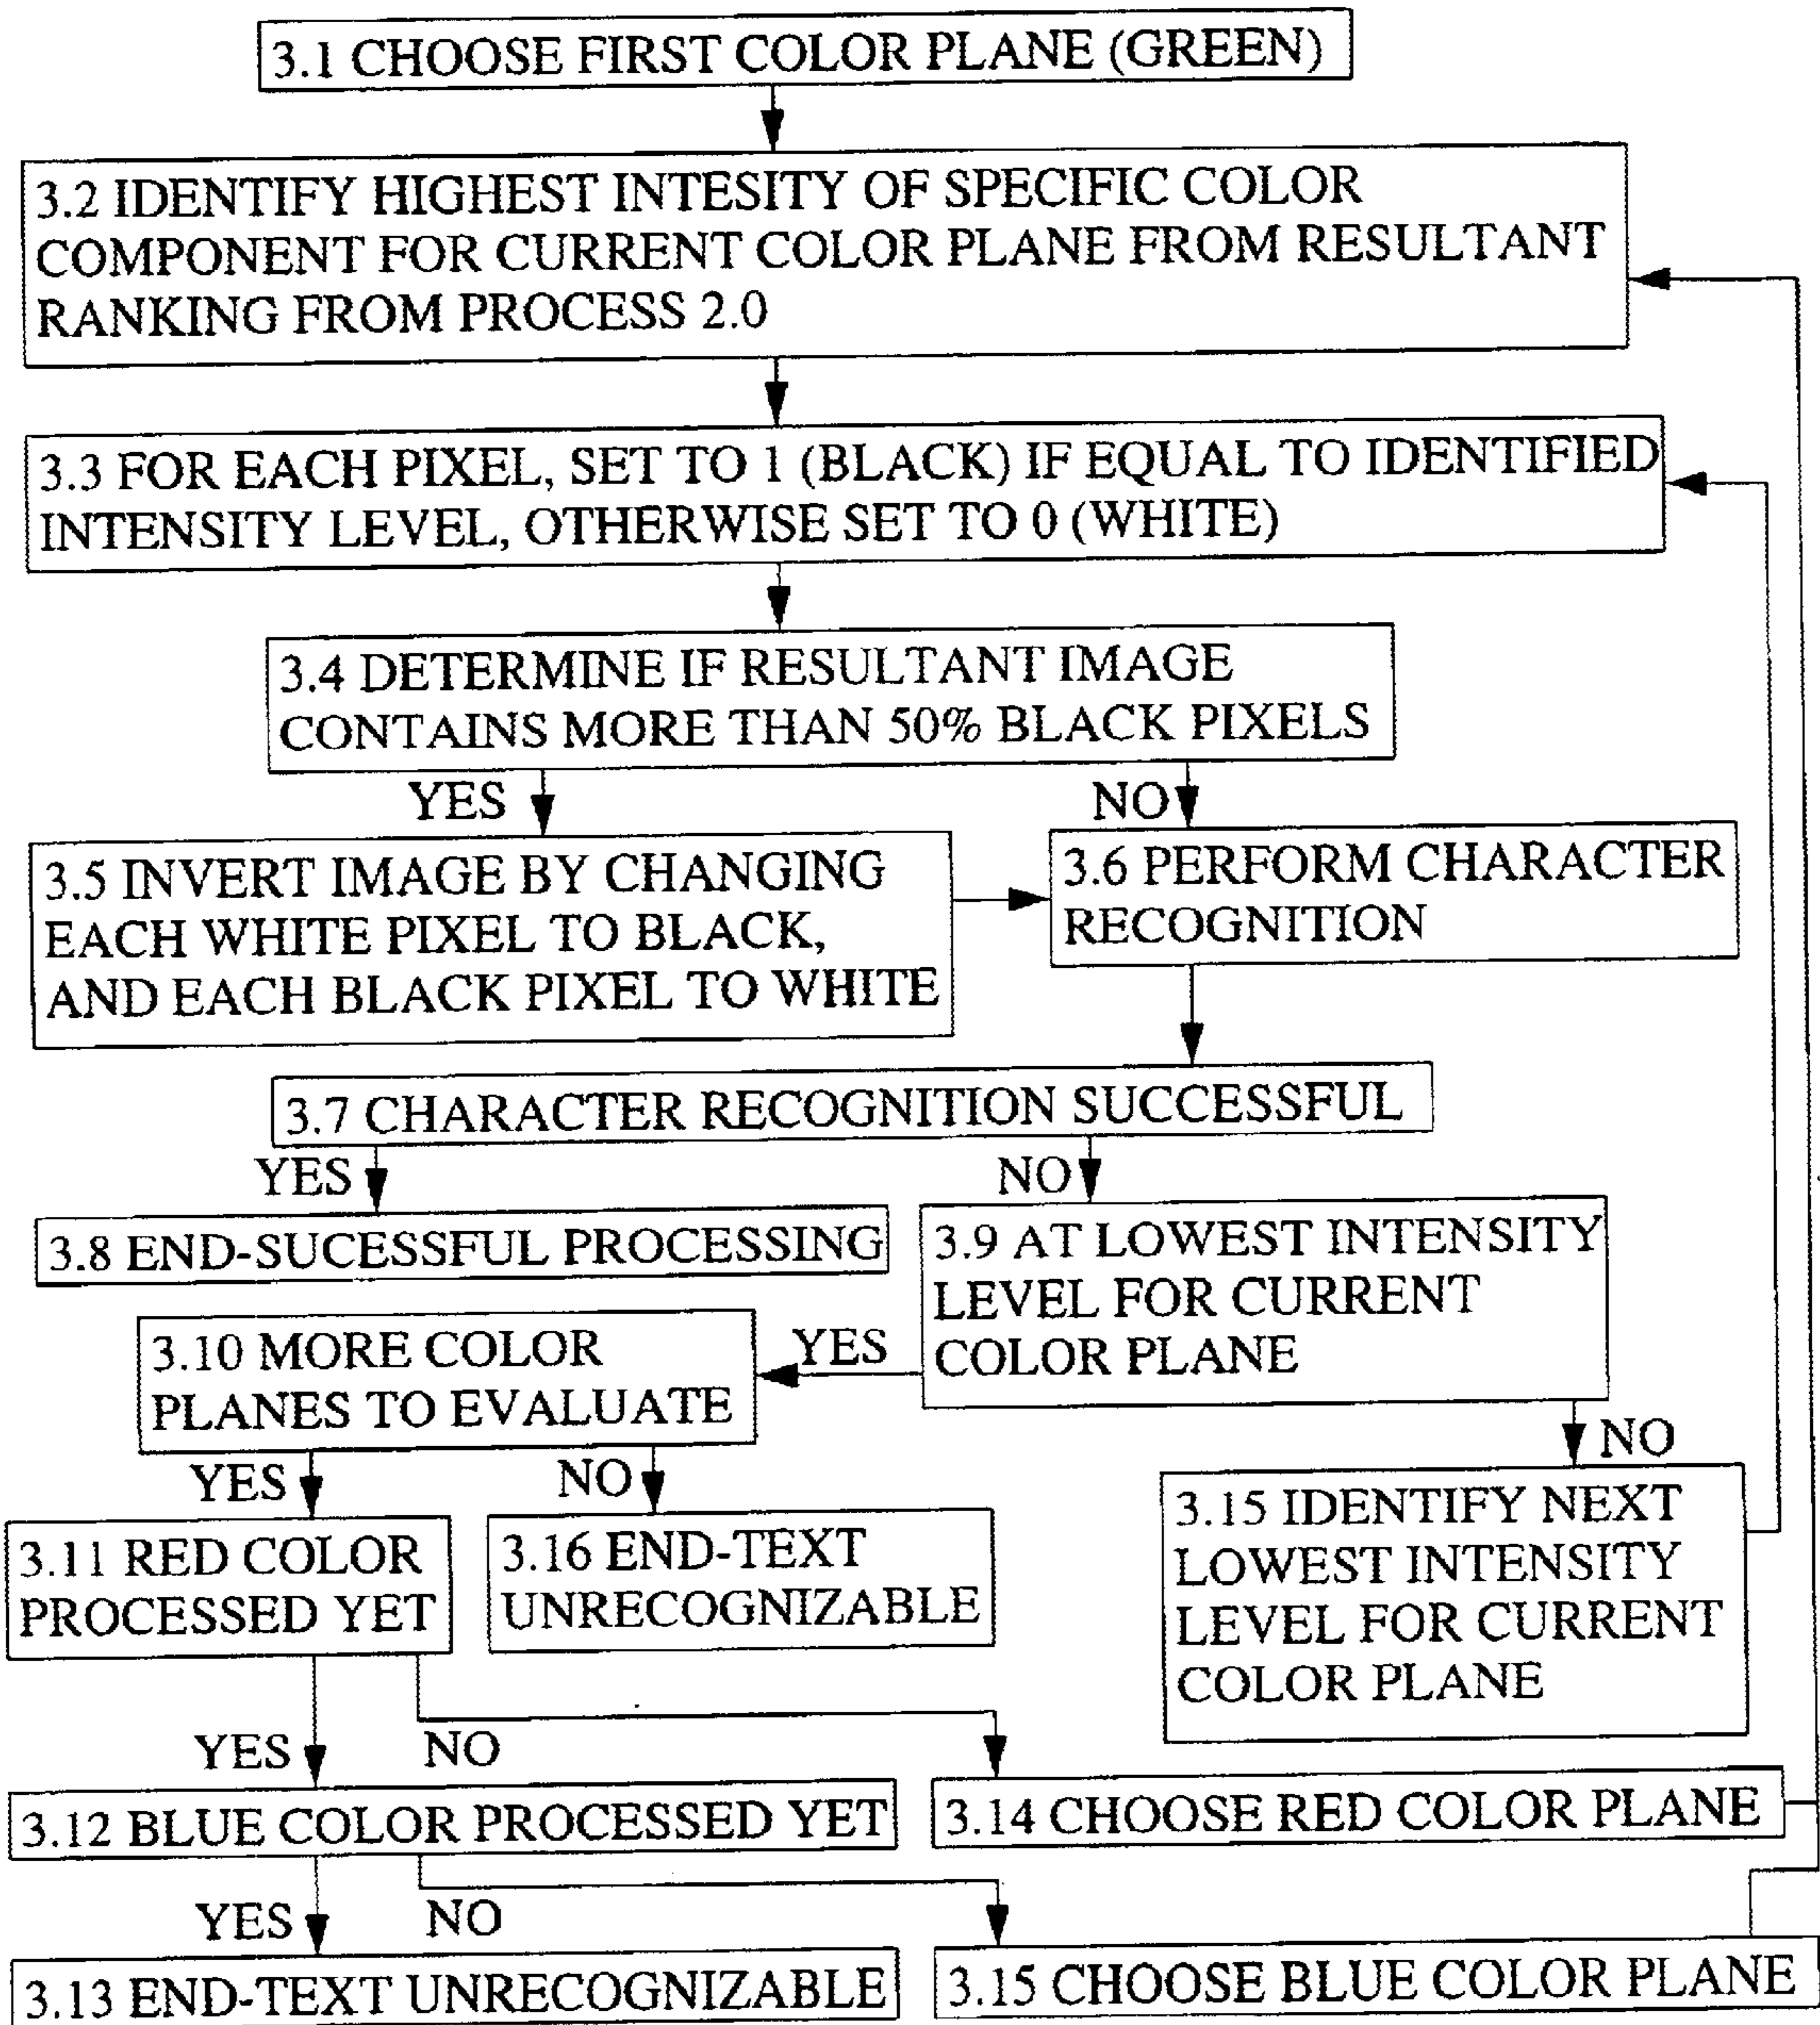 3.1 CHOOSE FIRST COLOR PLANE (GREEN)
3.2 IDENTIFY HIGHEST INTESITY OF SPECIFIC COLOR
COMPONENT FOR CURRENT COLOR PLANE FROM RESULTANT
RANKING FROM PROCESS 2.0
3.3 FOR EACH PIXEL, SET TO 1 (BLACK) IF EQUAL TO IDENTIFIED
INTENSITY LEVEL, OTHERWISE SET TO 0 (WHITE)
3.4 DETERMINE IF RESULTANT IMAGE
CONTAINS MORE THAN 50% BLACK PIXELS
YES
NO
3.5 INVERT IMAGE BY CHANGING
EACH WHITE PIXEL TO BLACK,
AND EACH BLACK PIXEL TO WHITE
3.6 PERFORM CHARACTER
RECOGNITION
3.7 CHARACTER RECOGNITION SUCCESSFUL
YES
NO
3.8 END-SUCESSFUL PROCESSING
3.9 AT LOWEST INTENSITY
LEVEL FOR CURRENT
COLOR PLANE
YES
NO
3.10 MORE COLOR
PLANES TO EVALUATE
YES
NO
3.11 RED COLOR
PROCESSED YET
3.16 END-TEXT
UNRECOGNIZABLE
3.15 IDENTIFY NEXT
LOWEST INTENSITY
LEVEL FOR CURRENT
COLOR PLANE
YES
NO
3.12 BLUE COLOR PROCESSED YET
3.14 CHOOSE RED COLOR PLANE
YES
NO
3.13 END-TEXT UNRECOGNIZABLE
3.15 CHOOSE BLUE COLOR PLANE